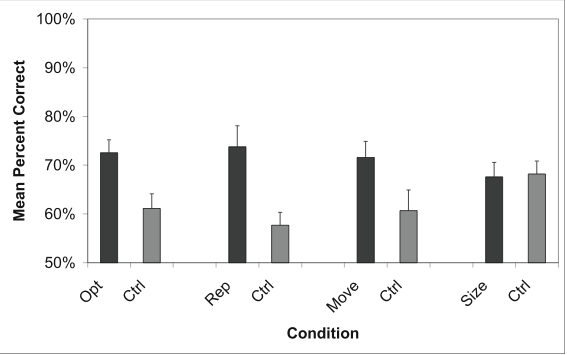 100%
90%
80%
70%
60%
50%
Mean Percent Correct
Opt Ctrl Rep Ctrl Move Ctrl Size Ctrl
Condition